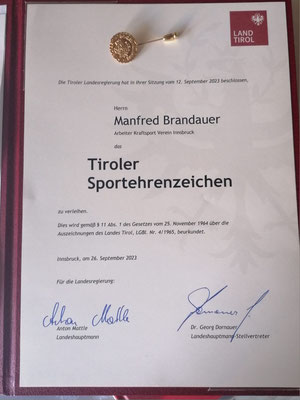 LAND
TIROL
Die Tiroler Landesregierung hat in ihrer Sitzung vom 12. September 2023 beschlossen,
Herrn
Manfred Brandauer
Arbeiter Kraftsport Verein Innsbruck
das
Tiroler
Sportehrenzeichen
zu verleihen.
Dies wird gemäß § 11 Abs. 1 des Gesetzes vom 25. November 1964 über die
Auszeichnungen des Landes Tirol, LGBl. Nr. 4/1965, beurkundet.
Innsbruck, am 26. September 2023
Für die Landesregierung:
Anton Mattle
Anton Mattle
Landeshauptmann
Dr. Georg Dornauer
Landeshauptmann-Stellvertreter